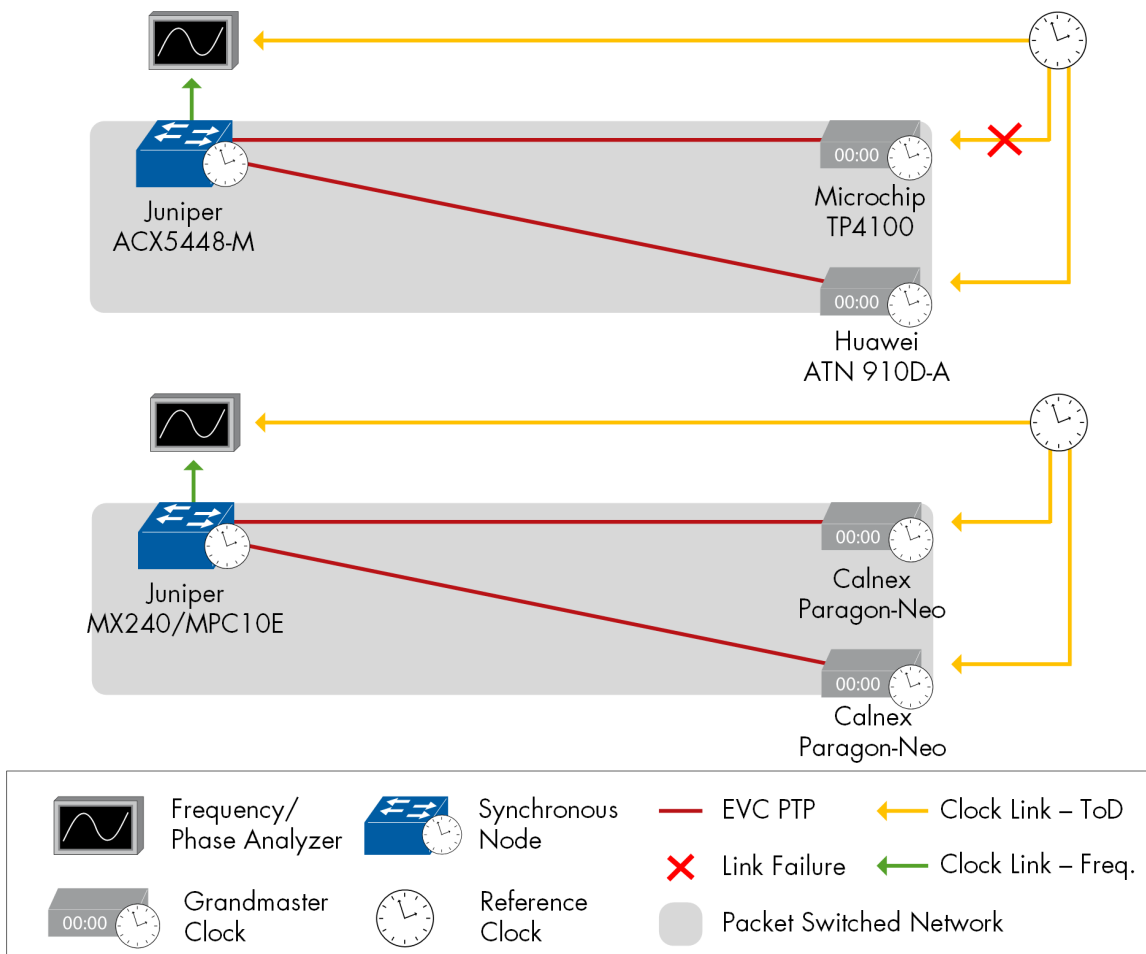 00:00
Juniper
ACX5448-M
Microchip
TP4100
00:00
Huawei
ATN 910D-A
00:00
Juniper
MX240/MPC10E
Calnex
Paragon-Neo
00:00
Calnex
Paragon-Neo
Frequency/
Phase Analyzer
Synchronous
Node
EVC PTP
Clock Link – ToD
Link Failure
Clock Link – Freq.
00:00
Grandmaster
Clock
Reference
Clock
Packet Switched Network